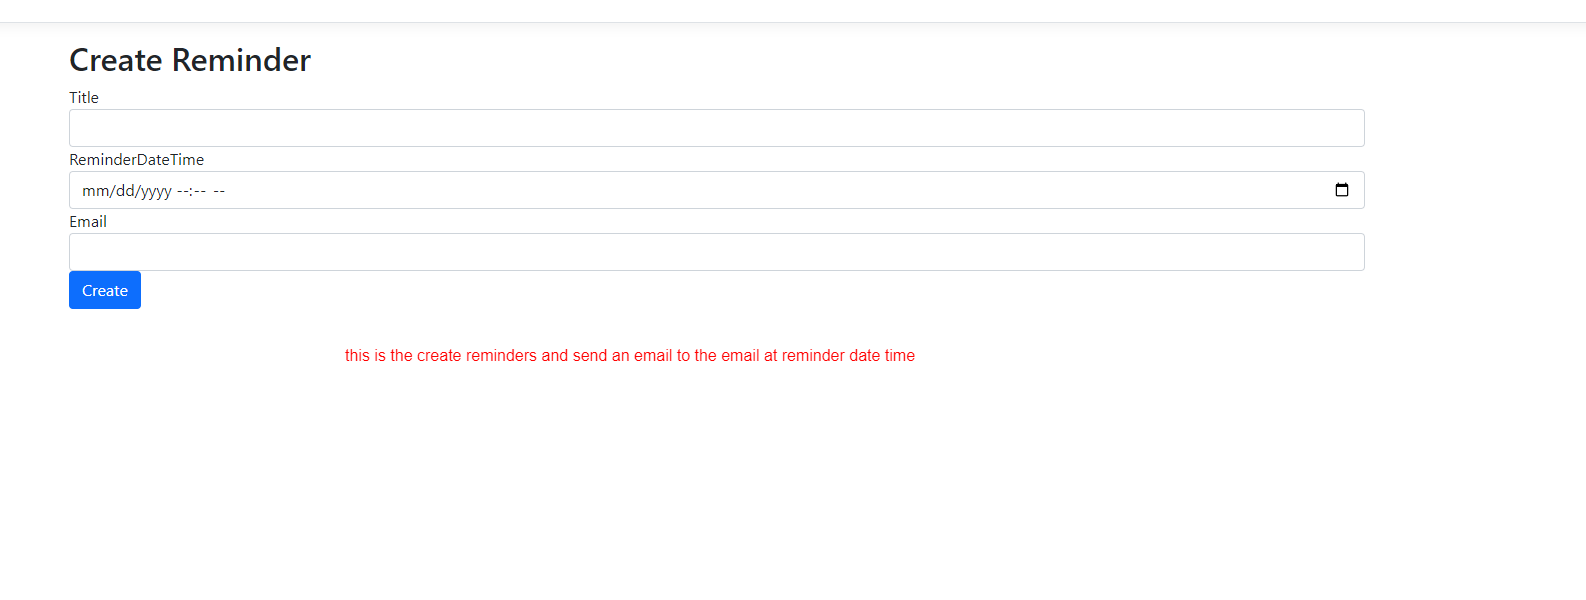 Create Reminder
Title
ReminderDateTime
mm/dd/yyyy --:-- --
Email
Create
this is the create reminders and send an email to the email at reminder date time